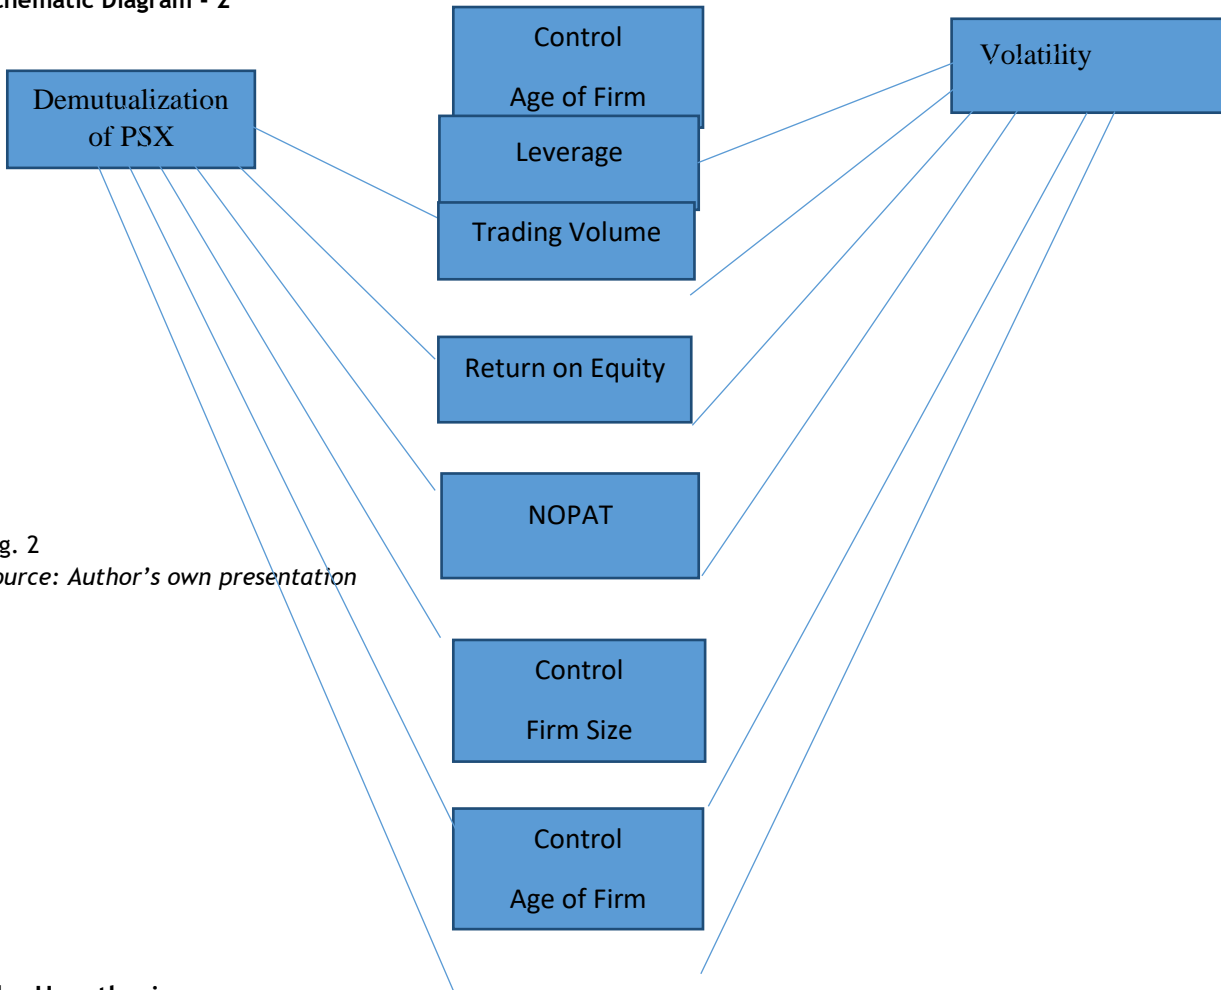 chematic Diagram - 2
Control
Age of Firm
Volatility
Demutualization
of PSX
Leverage
Trading Volume
Return on Equity
NOPAT
g. 2
ource: Author's own presentation
Control
Firm Size
Control
Age of Firm